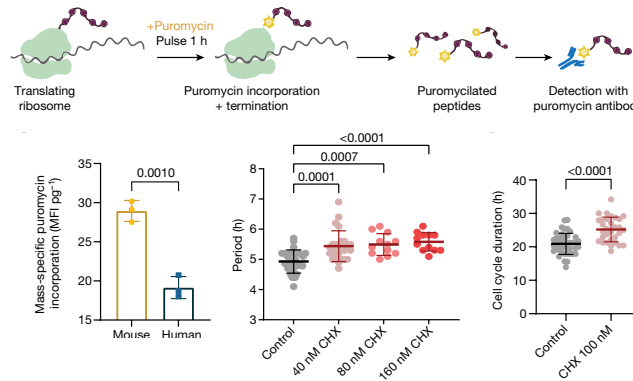 +Puromycin
Pulse 1 h
Translating
ribosome
Puromycin incorporation
+ termination
Puromycilated
peptides
Detection with
puromycin antibod
Mass-specific puromycin
incorporation (MFI pg⁻¹)
35
30
25
20
15
0.0010
Mouse
Human
Period (h)
9
8
7
6
5
4
3
<0.0001
0.0007
0.0001
Control
40 nM CHX
80 nM CHX
160 nM CHX
Cell cycle duration (h)
40
30
20
10
0
<0.0001
Control
CHX 100 nM